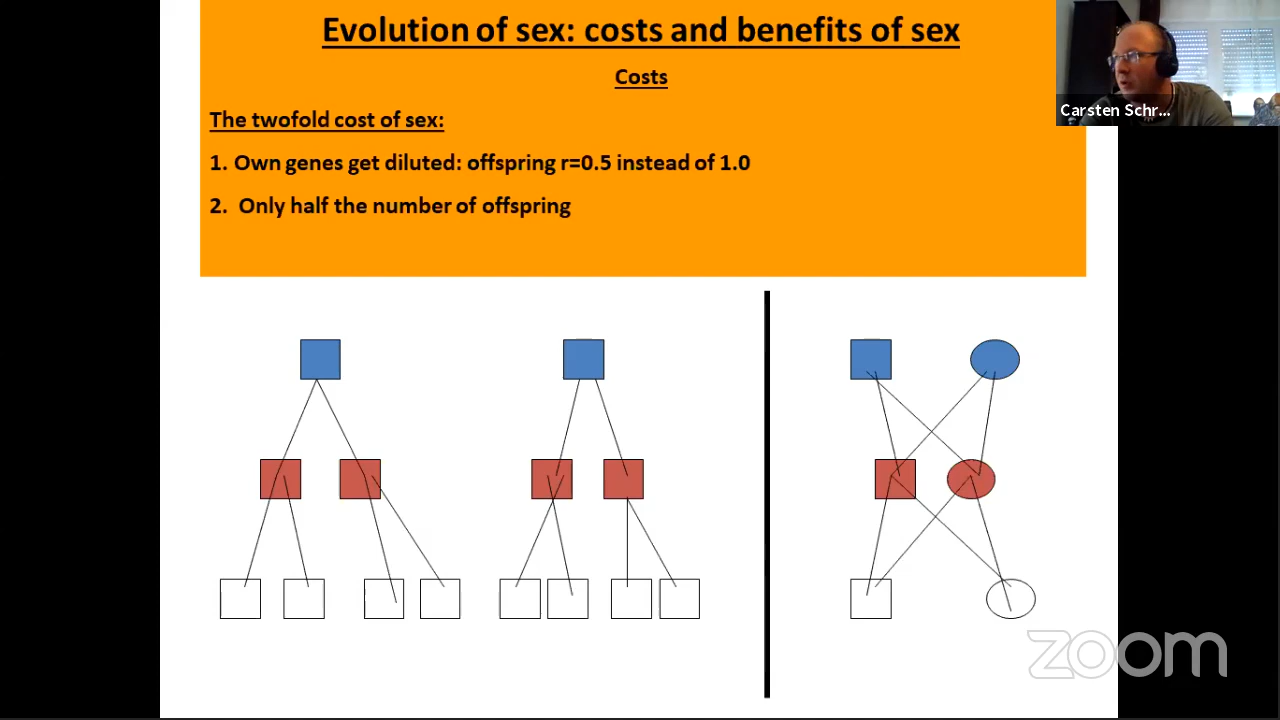 Evolution of sex: costs and benefits of sex
Costs
The twofold cost of sex:
1. Own genes get diluted: offspring r=0.5 instead of 1.0
2. Only half the number of offspring
Carsten Schr...
zoom